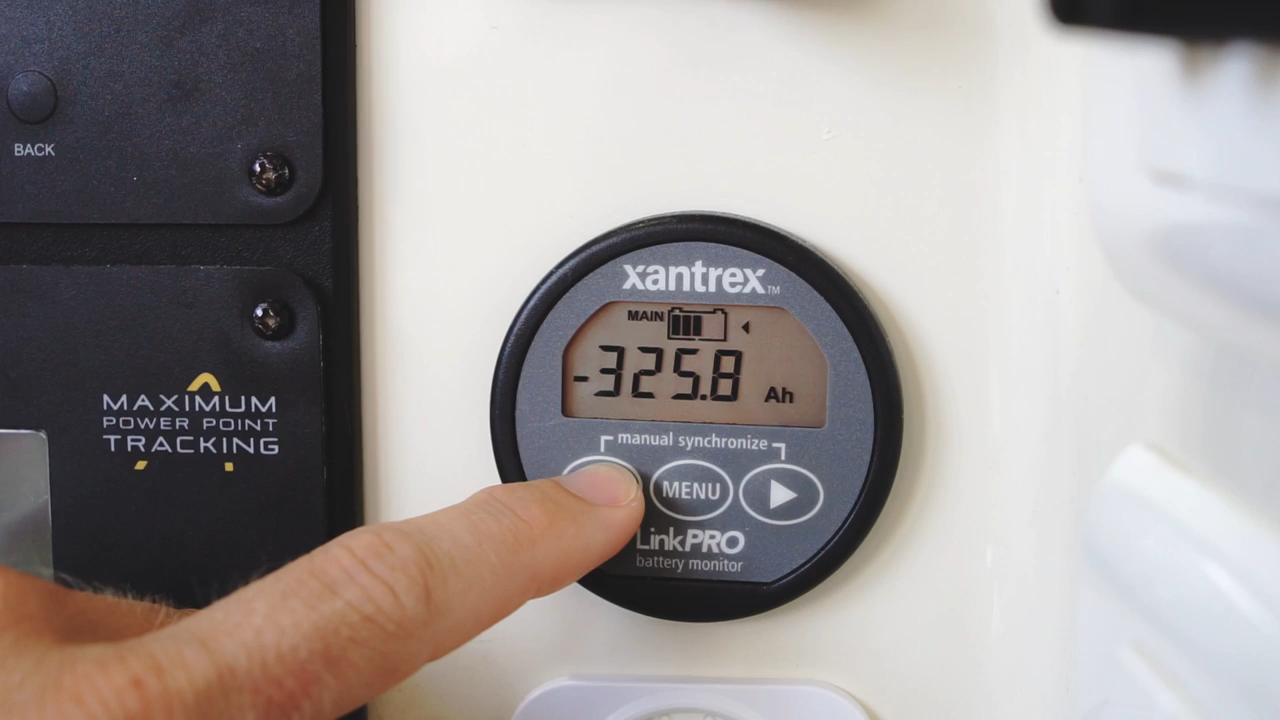 BACK
MAXIMUM
POWER POINT
TRACKING
xantrex™
MAIN
-325.8 Ah
manual synchronize
MENU
LinkPRO
battery monitor